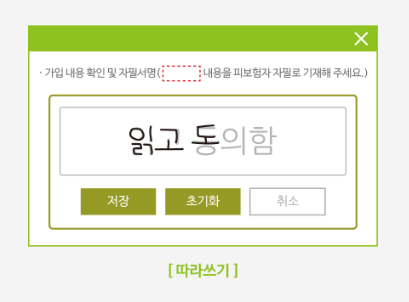 · 가입 내용 확인 및 자필서명( 내용을 피보험자 자필로 기재해 주세요.)
읽고 동의함
저장 초기화 취소
[ 따라쓰기 ]